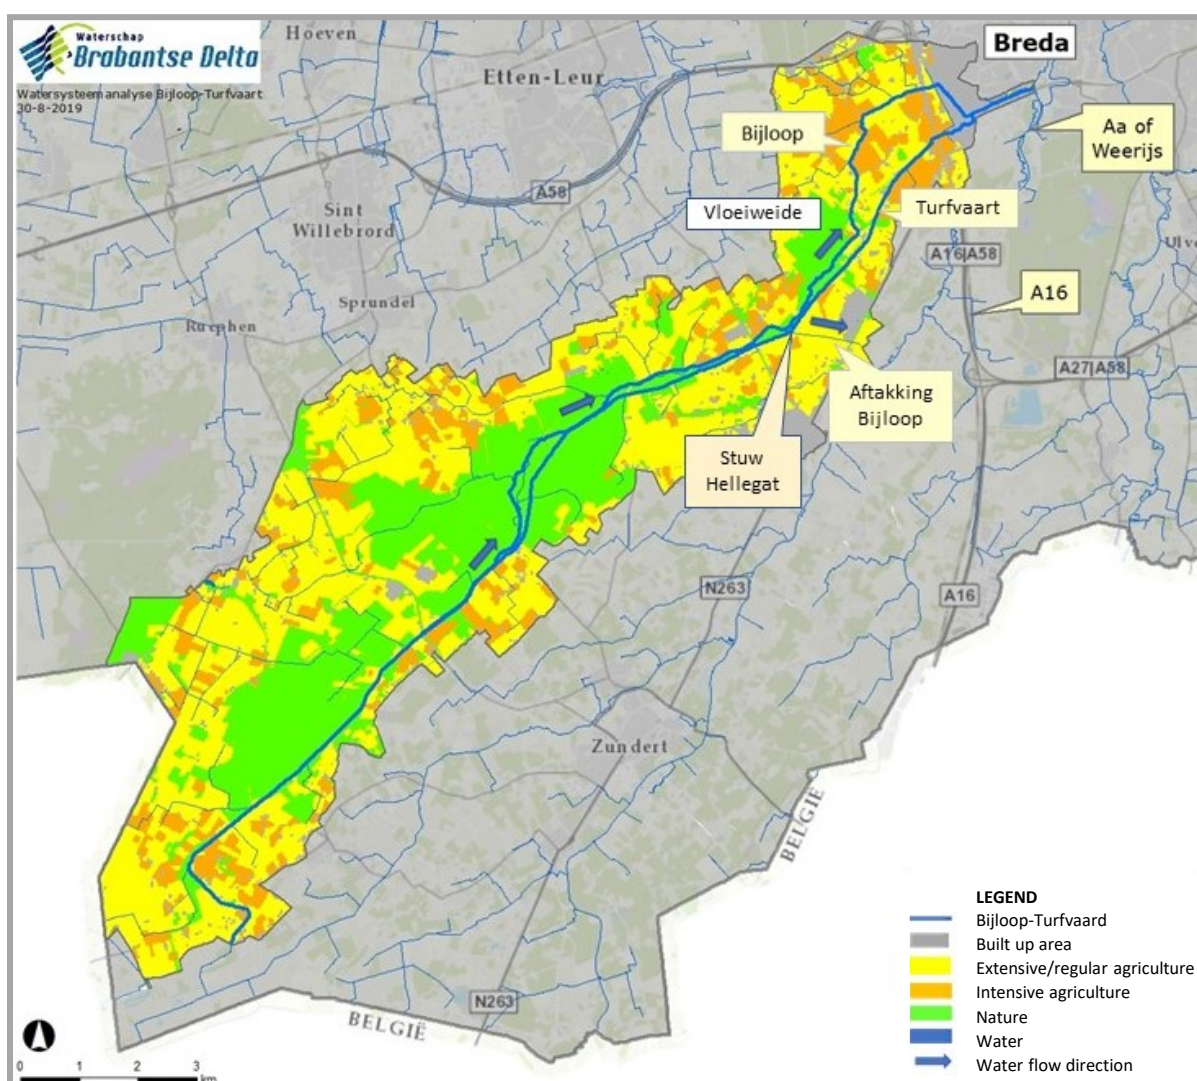 Waterschap
Brabantse Delta
Watersysteemanalyse Bijloop-Turfvaart
30-8-2019
Hoeven
Etten-Leur
Breda
Bijloop
Aa of
Weerijs
A58
Sint
Willebrord
Vloeiweide
Turfvaart
A16|A58
Sprundel
Rucphen
A16
A27|A58
Aftakking
Bijloop
Stuw
Hellegat
N263
A16
Zundert
BELGIË
N263
BELGIË
LEGEND
Bijloop-Turfvaard
Built up area
Extensive/regular agriculture
Intensive agriculture
Nature
Water
Water flow direction
0 1 2 3
km